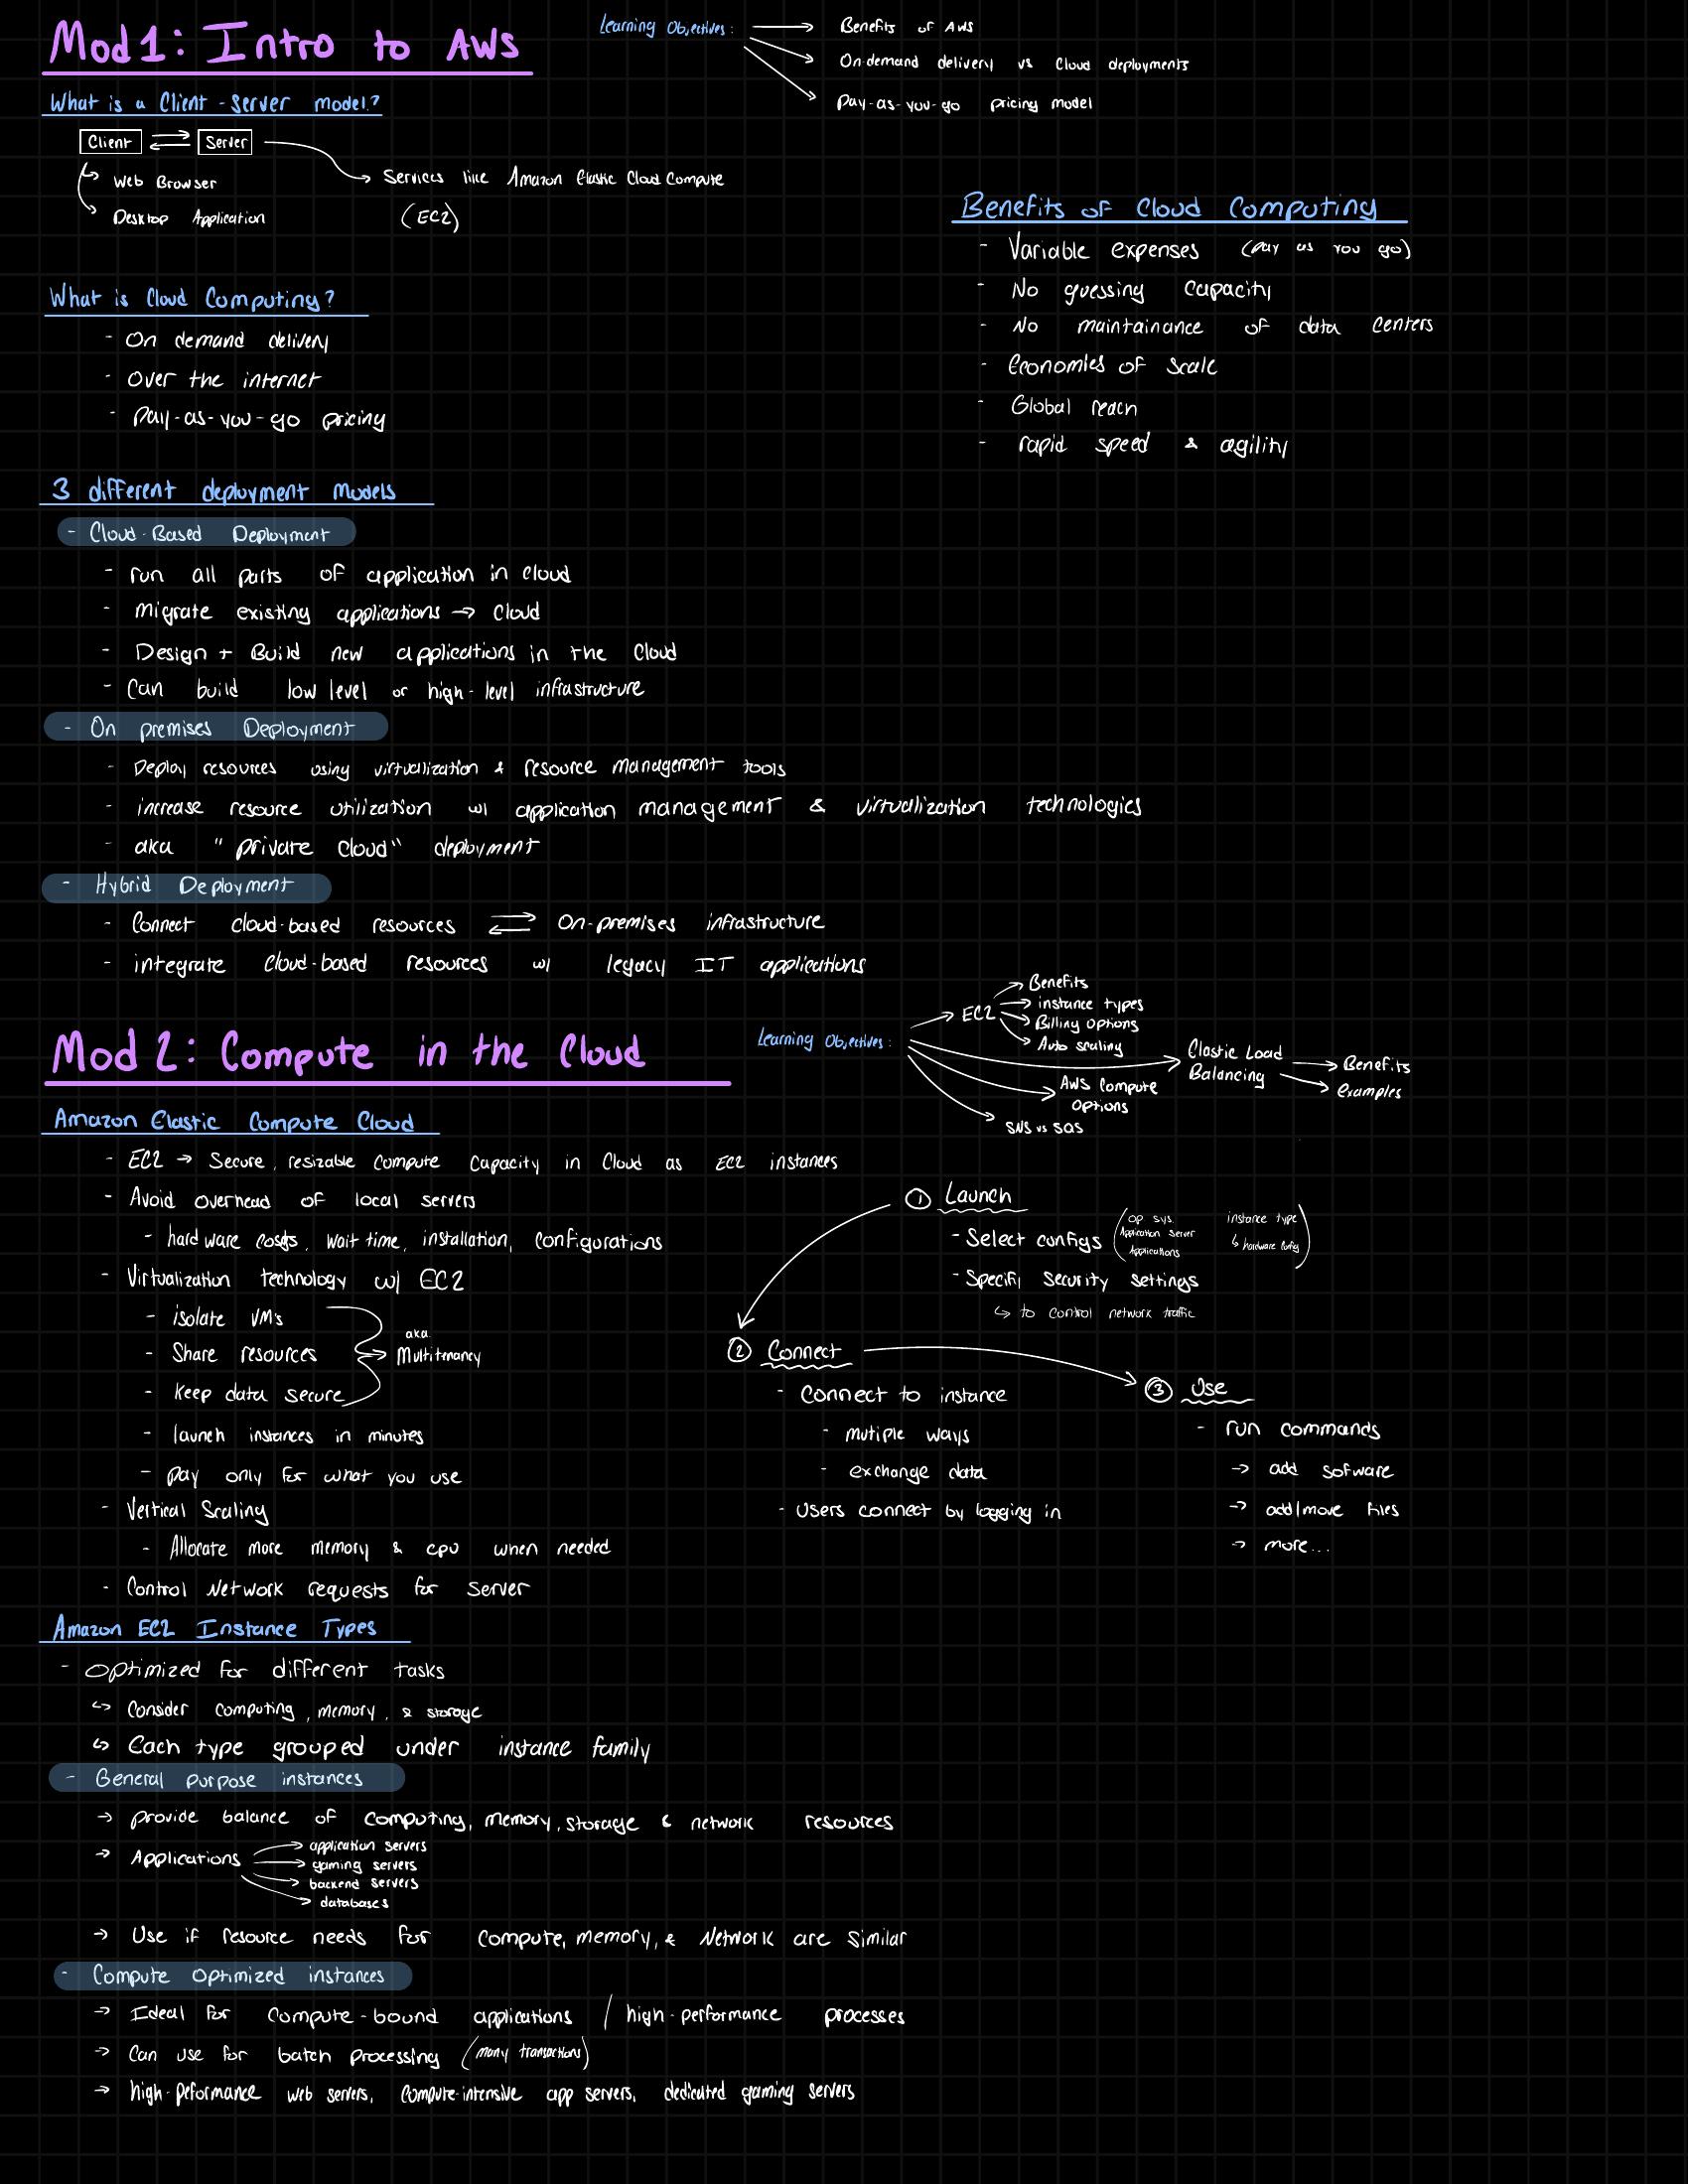 Mod 1: Intro to AWS
Learning Objectives:
Benefits of AWS
On-demand delivery vs cloud deployments
Pay-as-you-go pricing model
What is a Client-Server model?
Client
Server
Web Browser
Desktop Application
Services like Amazon Elastic Cloud Compute
(EC2)
Benefits of Cloud Computing
- Variable expenses (pay as you go)
- No guessing capacity
- No maintainance of data centers
- Economies of scale
- Global reach
- rapid speed & agility
What is Cloud Computing?
- On demand delivery
- Over the internet
- Pay-as-you-go pricing
3 different deployment models
- Cloud-Based Deployment
- run all parts of application in cloud
- Migrate existing applications → cloud
- Design + Build new applications in the cloud
- Can build low level or high-level infrastructure
- On premises Deployment
- Deploy resources using virtualization & resource management tools
- increase resource utilization w/ application management & virtualization technologies
- aka "private cloud" deployment
- Hybrid Deployment
- Connect cloud-based resources ⇌ On-premises infrastructure
- integrate cloud-based resources w/ legacy IT applications
Mod 2: Compute in the Cloud
Learning Objectives:
EC2
Benefits
instance types
Billing options
Auto scaling
Elastic Load
Balancing
Benefits
examples
AWS Compute
Options
SNS vs SQS
Amazon Elastic Compute Cloud
- EC2 → Secure, resizable compute capacity in cloud as EC2 instances
- Avoid overhead of local servers
- hardware costs, wait time, installation, configurations
- Virtualization technology w/ EC2
- isolate VM's
- Share resources
- keep data secure
aka
Multitenancy
- launch instances in minutes
- pay only for what you use
- Vertical Scaling
- Allocate more memory & cpu when needed
- Control Network requests for server
① Launch
- Select configs
(op sys.
Application server
Applications
instance type
↳ hardware config)
- Specify security settings
↳ to control network traffic
② Connect
- Connect to instance
- mutiple ways
- exchange data
- Users connect by logging in
③ Use
- run commands
→ add sofware
→ add/move files
→ more...
Amazon EC2 Instance Types
- Optimized for different tasks
↳ Consider computing, memory, & storage
↳ Each type grouped under instance family
- General purpose instances
→ provide balance of computing, memory, storage & network resources
→ Applications
application servers
gaming servers
backend servers
databases
→ Use if resource needs for compute, memory, & Network are similar
- Compute Optimized instances
→ Ideal for compute-bound applications / high-performance processes
→ Can use for batch processing (many transactions)
→ high-peformance web servers, compute-intensive app servers, dedicated gaming servers